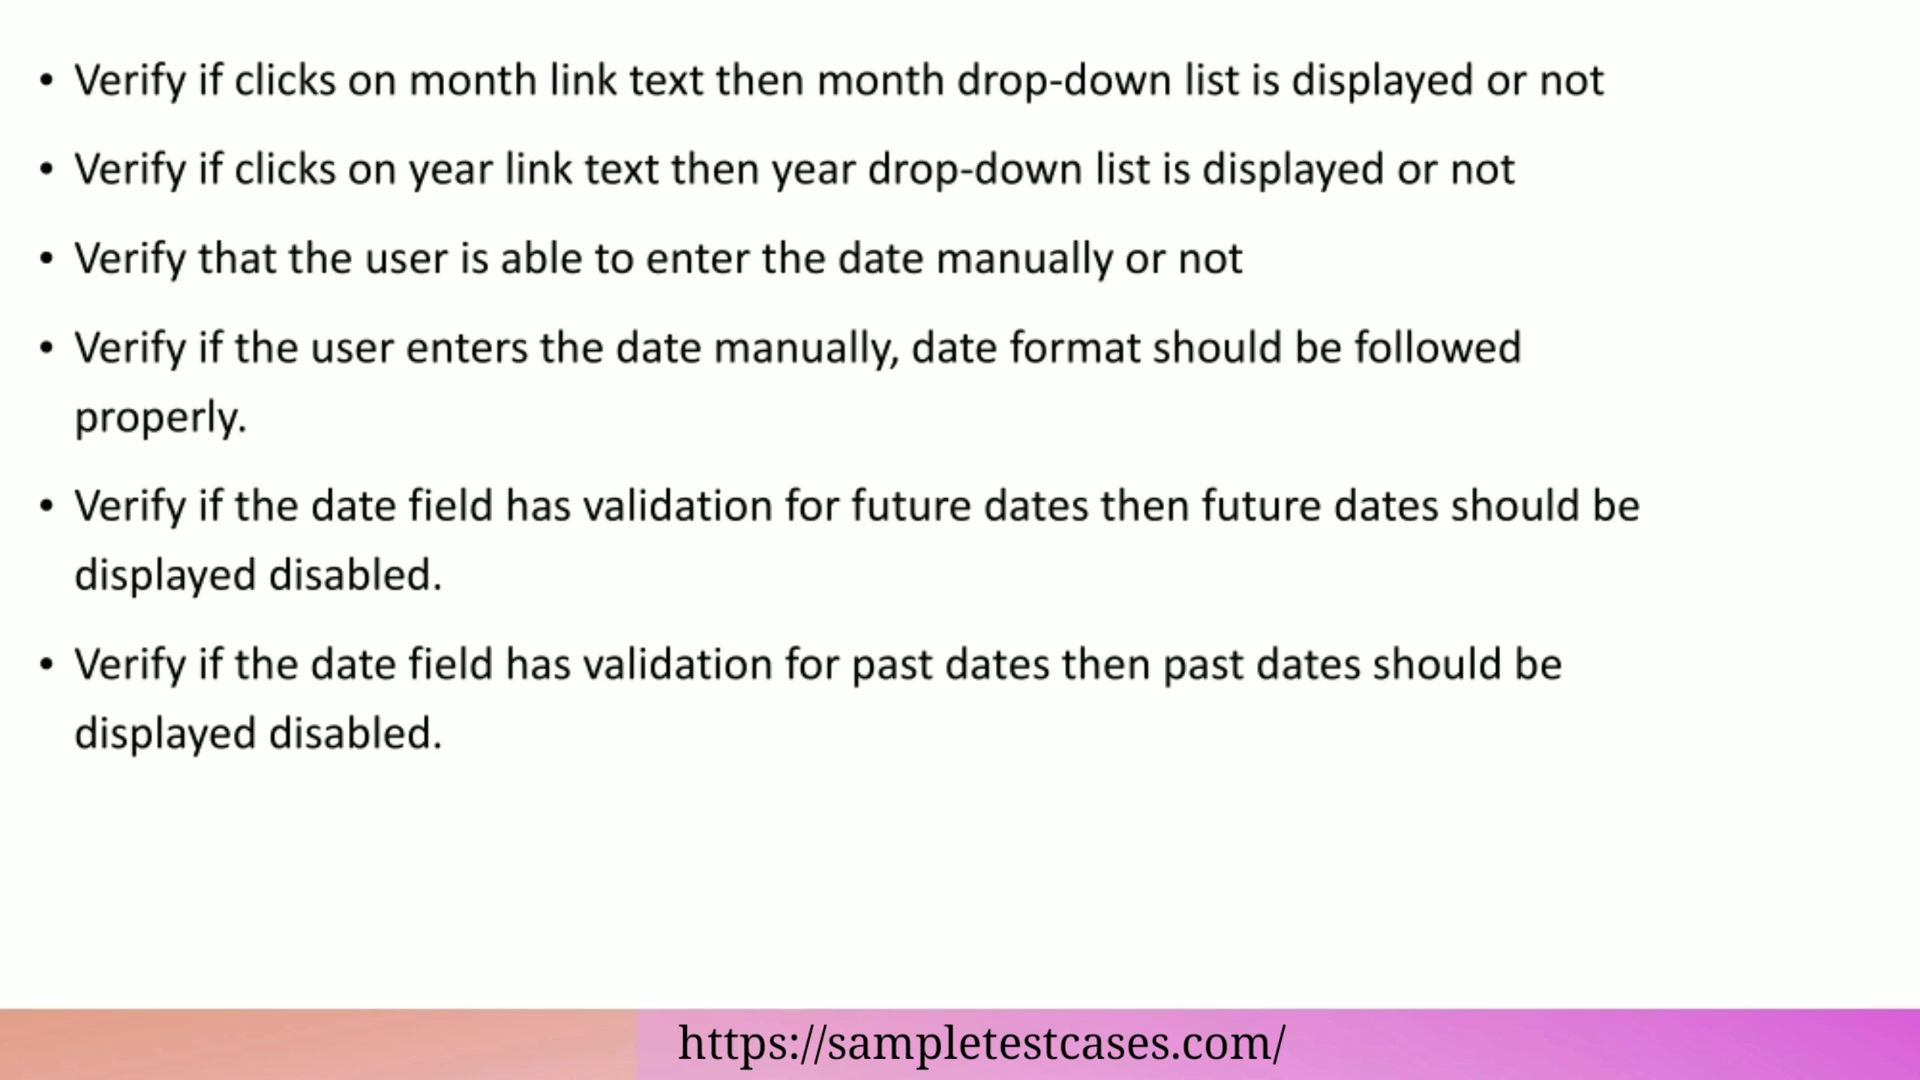 • Verify if clicks on month link text then month drop-down list is displayed or not
• Verify if clicks on year link text then year drop-down list is displayed or not
• Verify that the user is able to enter the date manually or not
• Verify if the user enters the date manually, date format should be followed
properly.
• Verify if the date field has validation for future dates then future dates should be
displayed disabled.
• Verify if the date field has validation for past dates then past dates should be
displayed disabled.
https://sampletestcases.com/